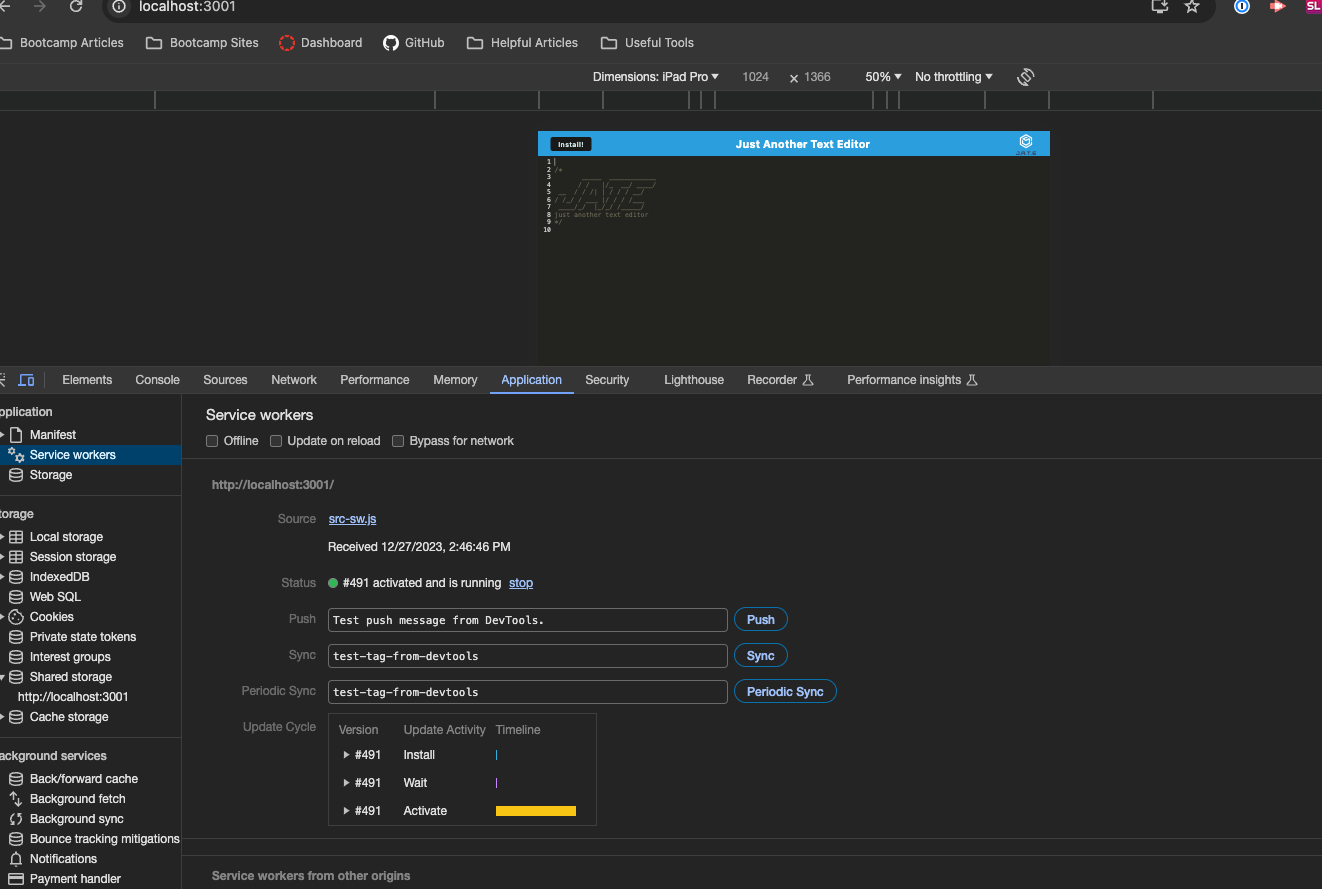 localhost:3001
SL
Bootcamp Articles
Bootcamp Sites
Dashboard
GitHub
Helpful Articles
Useful Tools
Dimensions: iPad Pro
1024 × 1366
50%
No throttling
Install!
Just Another Text Editor
J.A.T.E
1
2 /*
3
4
5
6
7
8 just another text editor
9 */
10
Elements
Console
Sources
Network
Performance
Memory
Application
Security
Lighthouse
Recorder
Performance insights
pplication
Manifest
Service workers
Storage
torage
Local storage
Session storage
IndexedDB
Web SQL
Cookies
Private state tokens
Interest groups
Shared storage
http://localhost:3001
Cache storage
ackground services
Back/forward cache
Background fetch
Background sync
Bounce tracking mitigations
Notifications
Payment handler
Service workers
Offline
Update on reload
Bypass for network
http://localhost:3001/
Source src-sw.js
Received 12/27/2023, 2:46:46 PM
Status #491 activated and is running stop
Push Test push message from DevTools. Push
Sync test-tag-from-devtools Sync
Periodic Sync test-tag-from-devtools Periodic Sync
Update Cycle
Version Update Activity Timeline
#491 Install
#491 Wait
#491 Activate
Service workers from other origins